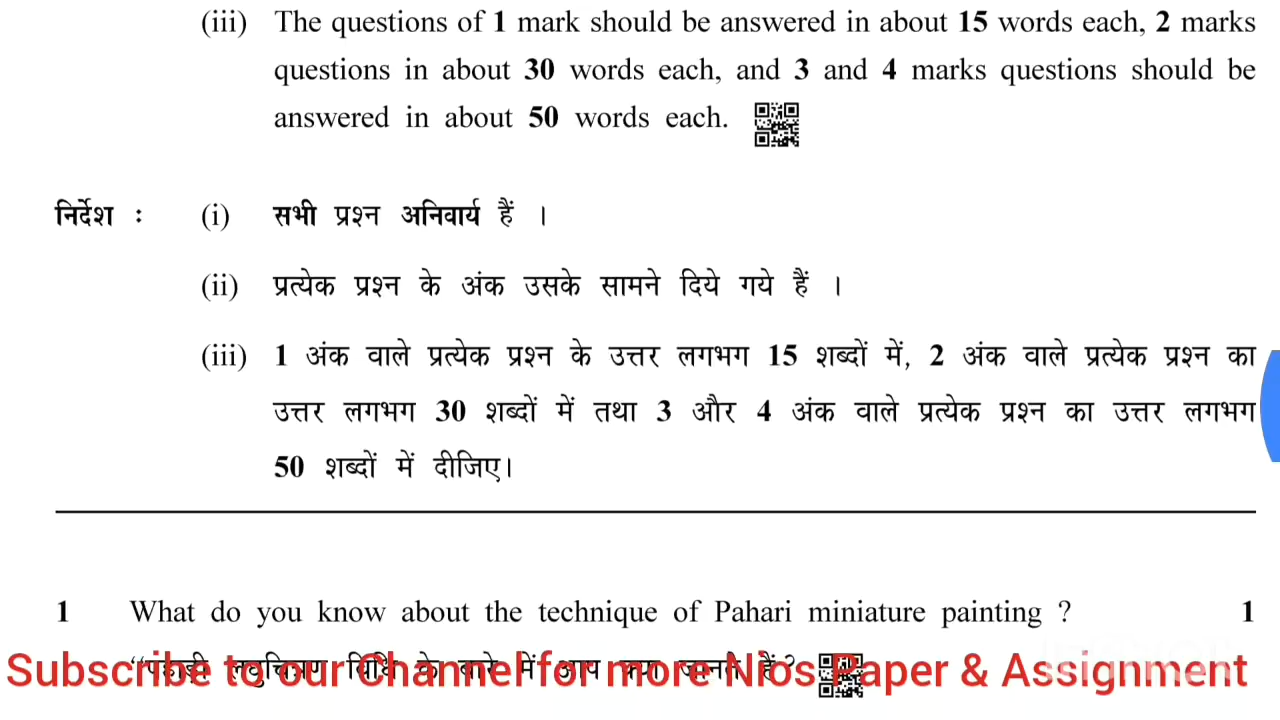 (iii) The questions of 1 mark should be answered in about 15 words each, 2 marks
questions in about 30 words each, and 3 and 4 marks questions should be
answered in about 50 words each.
निर्देश : (i) सभी प्रश्न अनिवार्य हैं ।
(ii) प्रत्येक प्रश्न के अंक उसके सामने दिये गये हैं ।
(iii) 1 अंक वाले प्रत्येक प्रश्न के उत्तर लगभग 15 शब्दों में, 2 अंक वाले प्रत्येक प्रश्न का
उत्तर लगभग 30 शब्दों में तथा 3 और 4 अंक वाले प्रत्येक प्रश्न का उत्तर लगभग
50 शब्दों में दीजिए।
1 What do you know about the technique of Pahari miniature painting ? 1
"पहाड़ी लघुचित्रण विधि के बारे में आप क्या जानते हैं ?
Subscribe to our Channel for more Nios Paper & Assignment